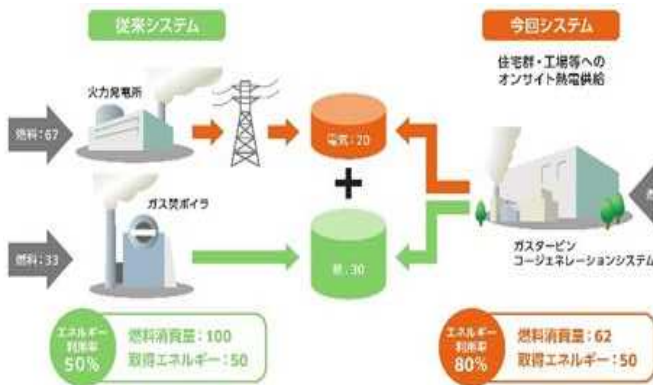 従来システム
今回システム
住宅群・工場等への
オンサイト熱電供給
火力発電所
燃料:67
電気:20
+
ガス焚ボイラ
燃料:33
熱:30
ガスタービン
コージェネレーションシステム
エネルギー
利用率
50%
燃料消費量:100
取得エネルギー:50
エネルギー
利用率
80%
燃料消費量:62
取得エネルギー:50